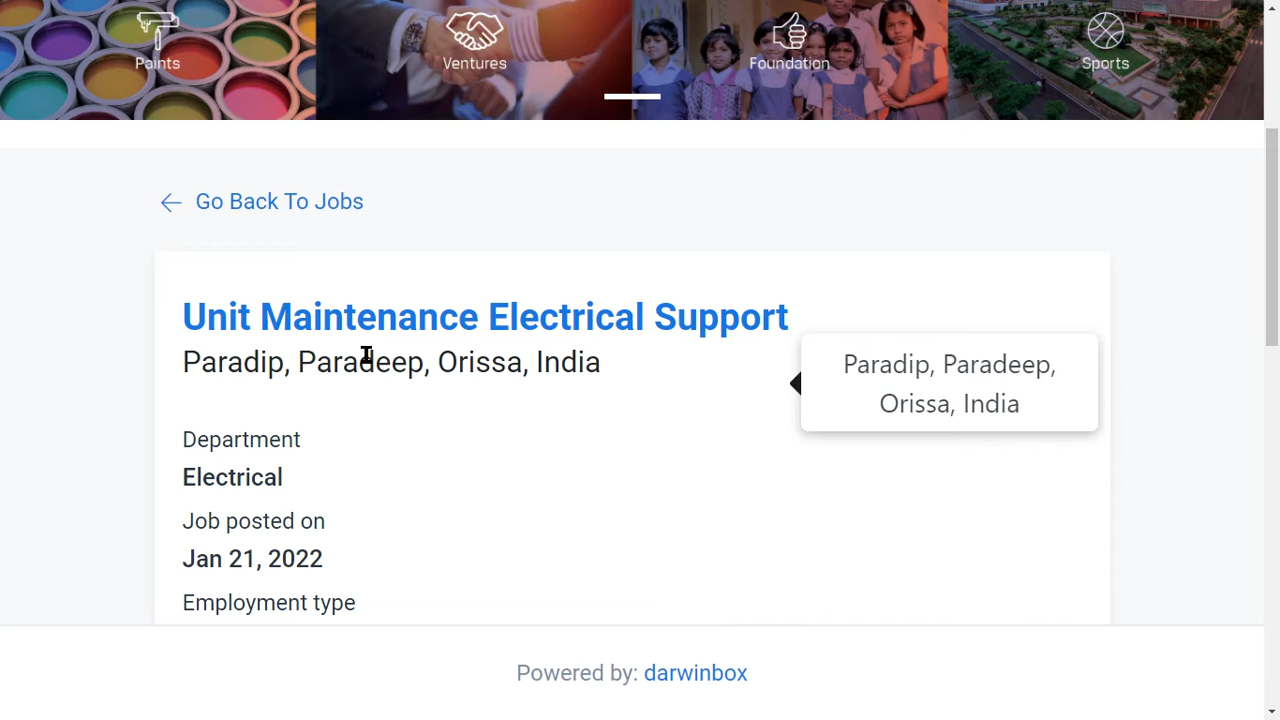 Paints
Ventures
Foundation
Sports
Go Back To Jobs
Unit Maintenance Electrical Support
Paradip, Paradeep, Orissa, India
Paradip, Paradeep,
Orissa, India
Department
Electrical
Job posted on
Jan 21, 2022
Employment type
Powered by: darwinbox